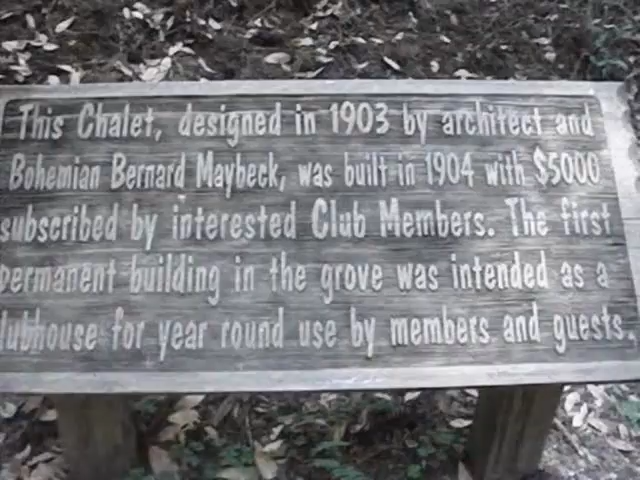 This Chalet, designed in 1903 by architect and
Bohemian Bernard Maybeck, was built in 1904 with $5000
subscribed by interested Club Members. The first
permanent building in the grove was intended as a
lubhouse for year round use by members and guests.